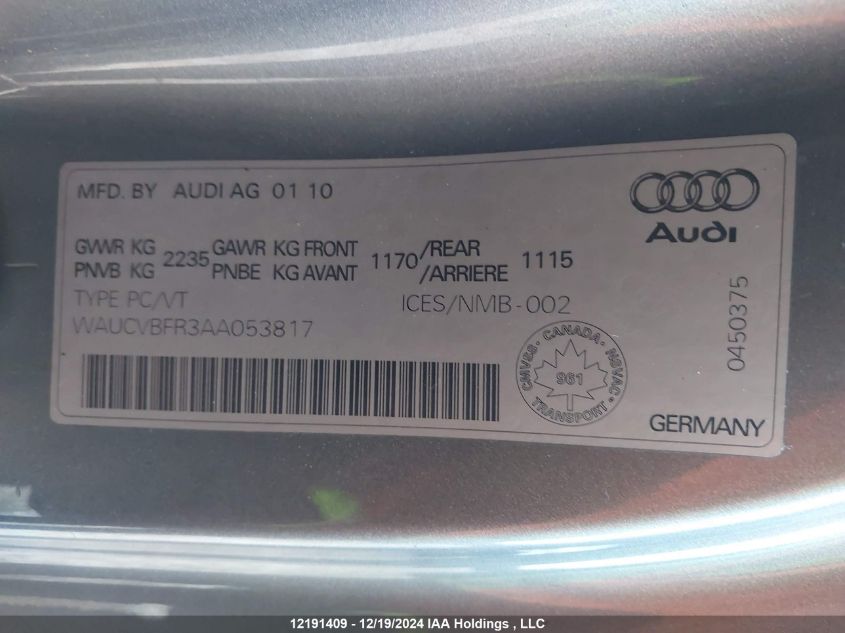 MFD. BY AUDI AG 01 10
Audi
GVWR KG 2235 GAWR KG FRONT 1170 /REAR 1115
PNVB KG PNBE KG AVANT /ARRIERE
TYPE PC/VT ICES/NMB-002
WAUCVBFR3AA053817
CMVSS · CANADA · NSVAC ·
961
TRANSPORT
0450375
GERMANY
12191409 - 12/19/2024 IAA Holdings , LLC